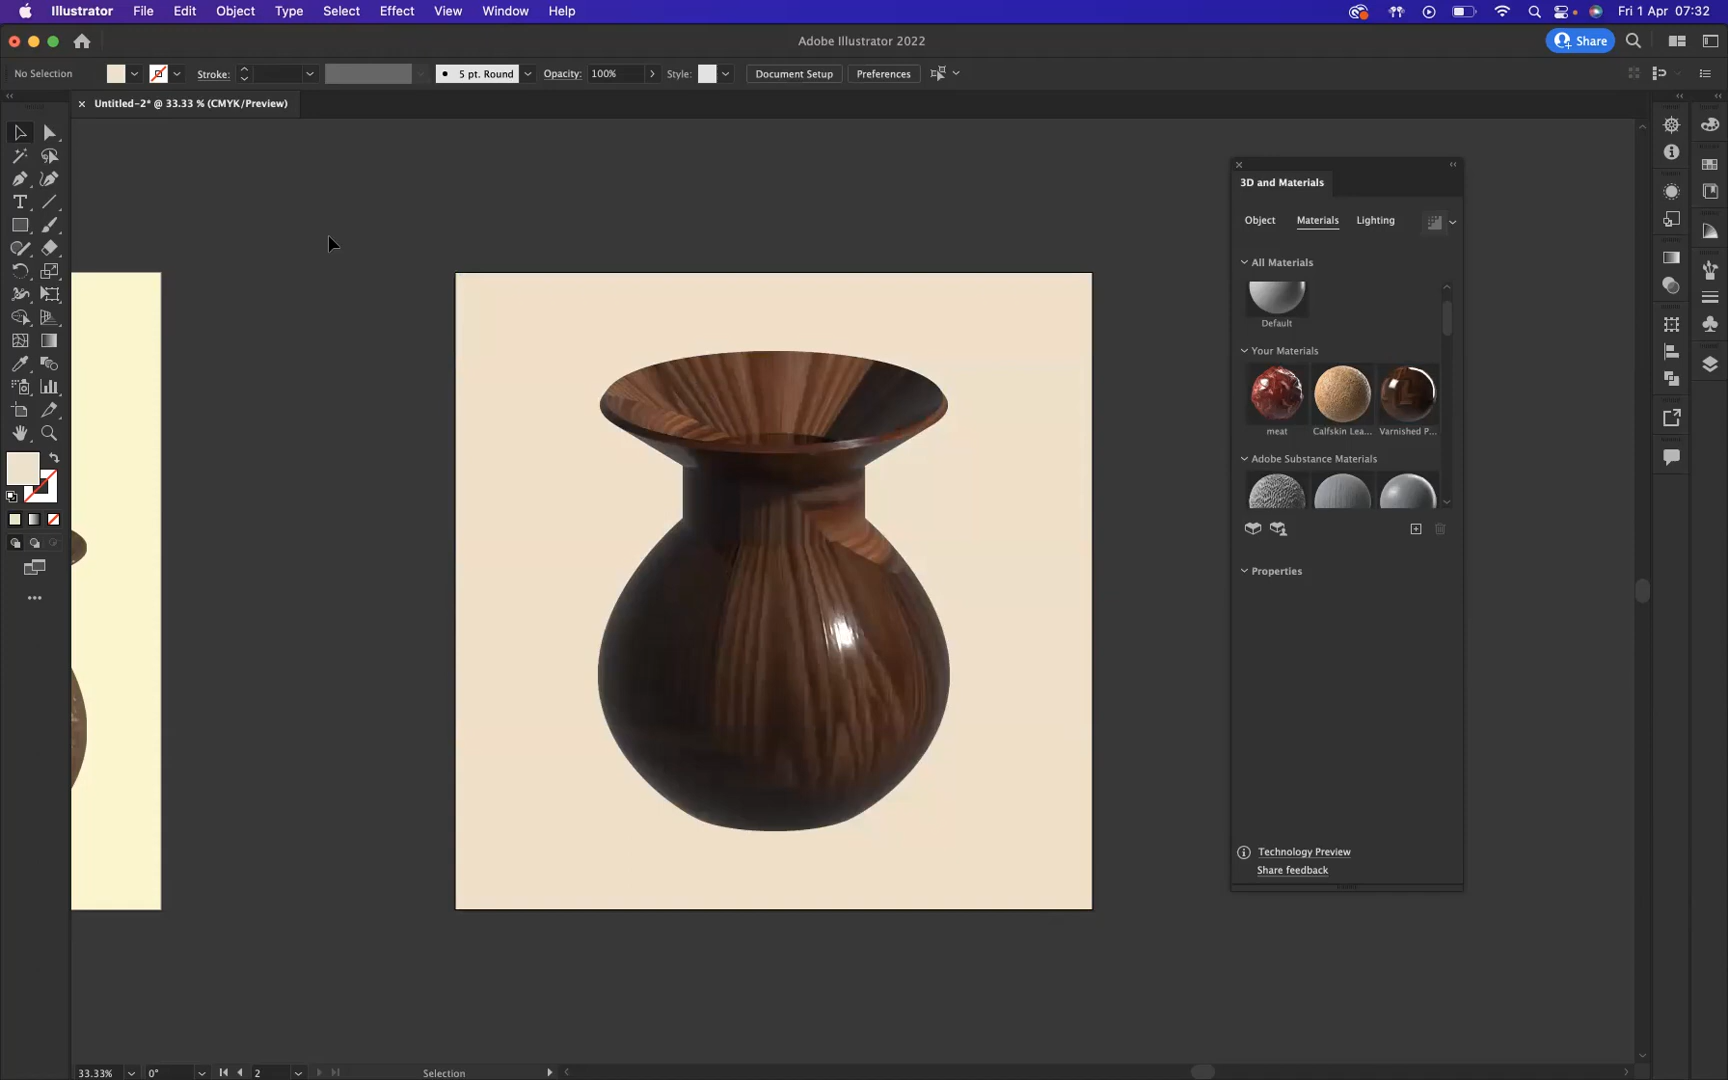 Illustrator File Edit Object Type Select Effect View Window Help Fri 1 Apr 07:32
Adobe Illustrator 2022 Share
No Selection Stroke: 5 pt. Round Opacity: 100% Style: Document Setup Preferences
Untitled-2* @ 33.33 % (CMYK/Preview)
3D and Materials
Object Materials Lighting
All Materials
Default
Your Materials
meat Calfskin Lea... Varnished P...
Adobe Substance Materials
Properties
Technology Preview
Share feedback
33.33% 0° 2 Selection